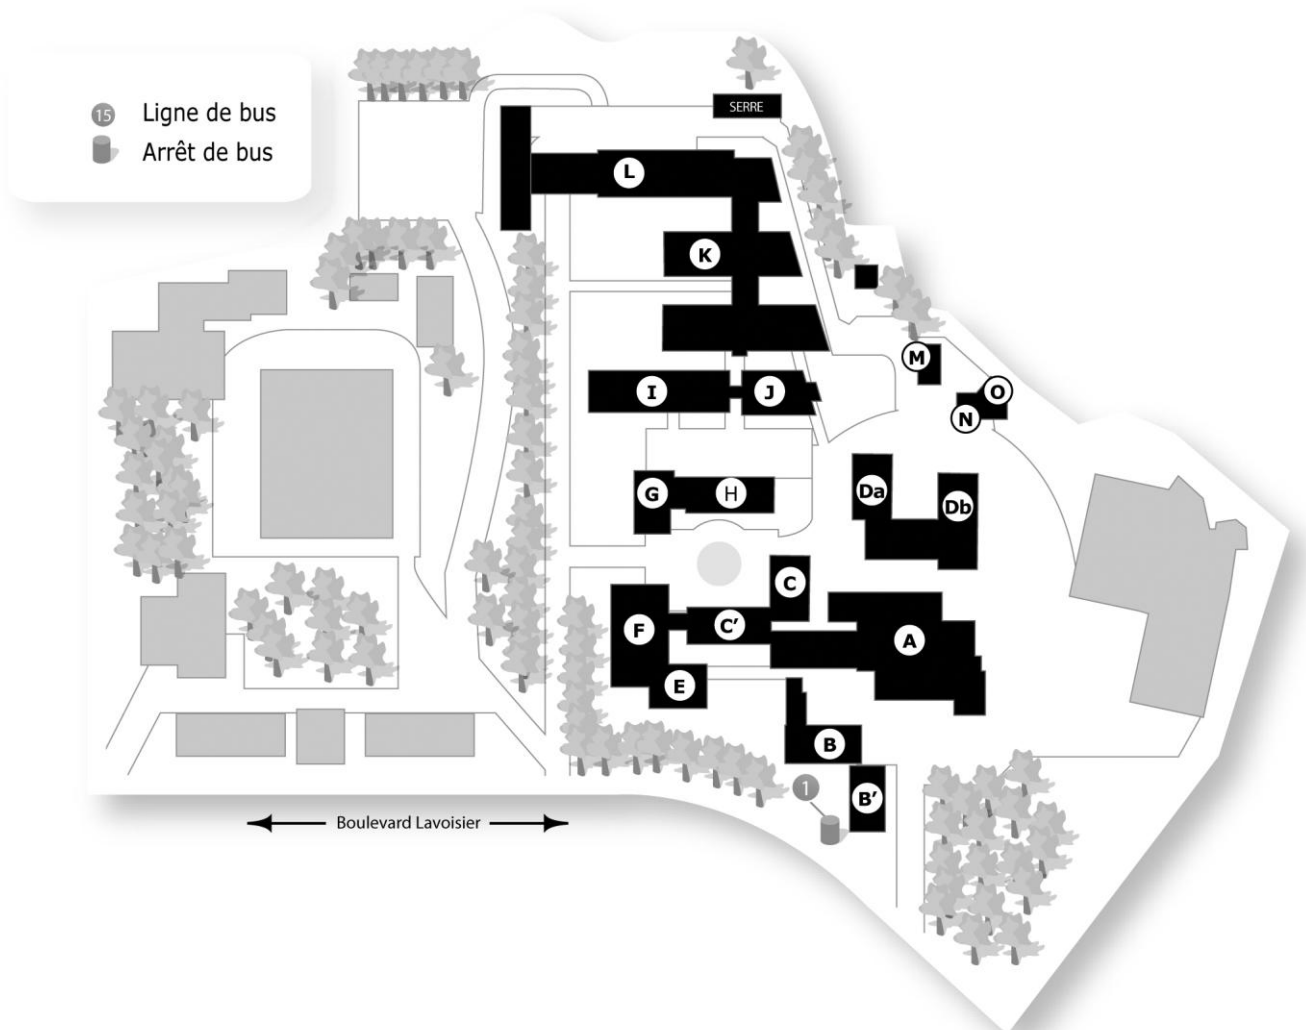 15 Ligne de bus
Arrêt de bus
SERRE
L
K
M
I
J
O
N
G
H
Da
Db
C
F
C’
A
E
B
1
B’
Boulevard Lavoisier